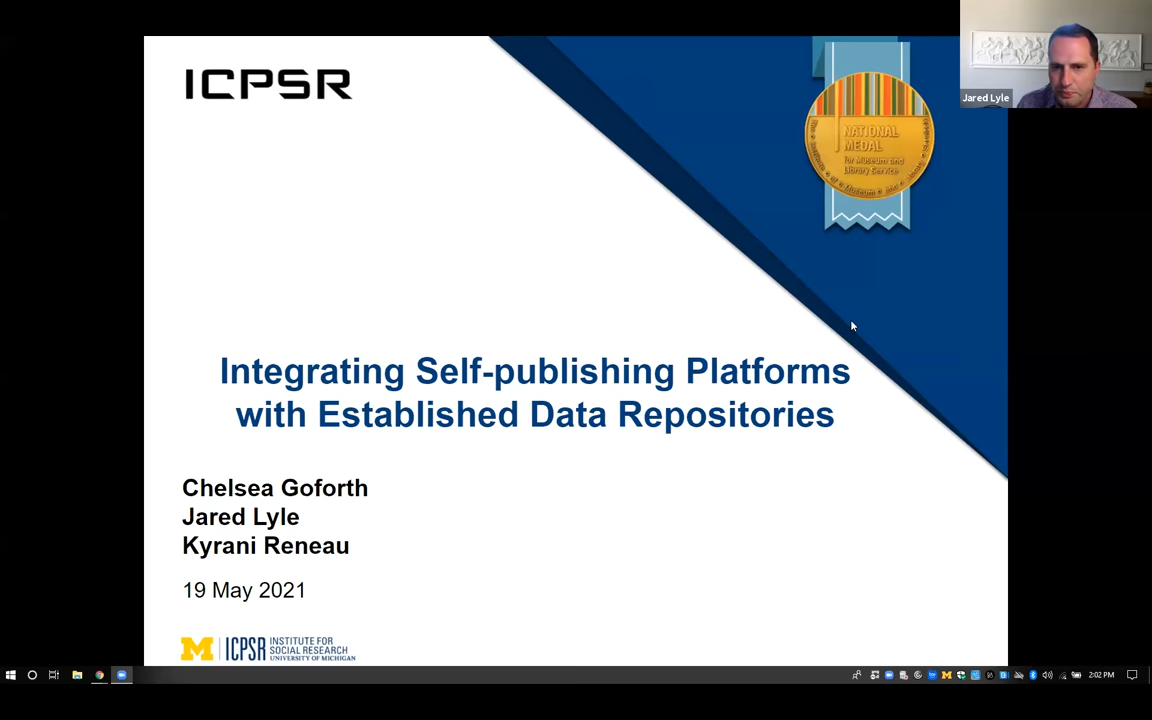 ICPSR
NATIONAL
MEDAL
for Museum and
Library Service
Jared Lyle
Integrating Self-publishing Platforms
with Established Data Repositories
Chelsea Goforth
Jared Lyle
Kyrani Reneau
19 May 2021
M ICPSR INSTITUTE FOR
SOCIAL RESEARCH
UNIVERSITY OF MICHIGAN
2:02 PM